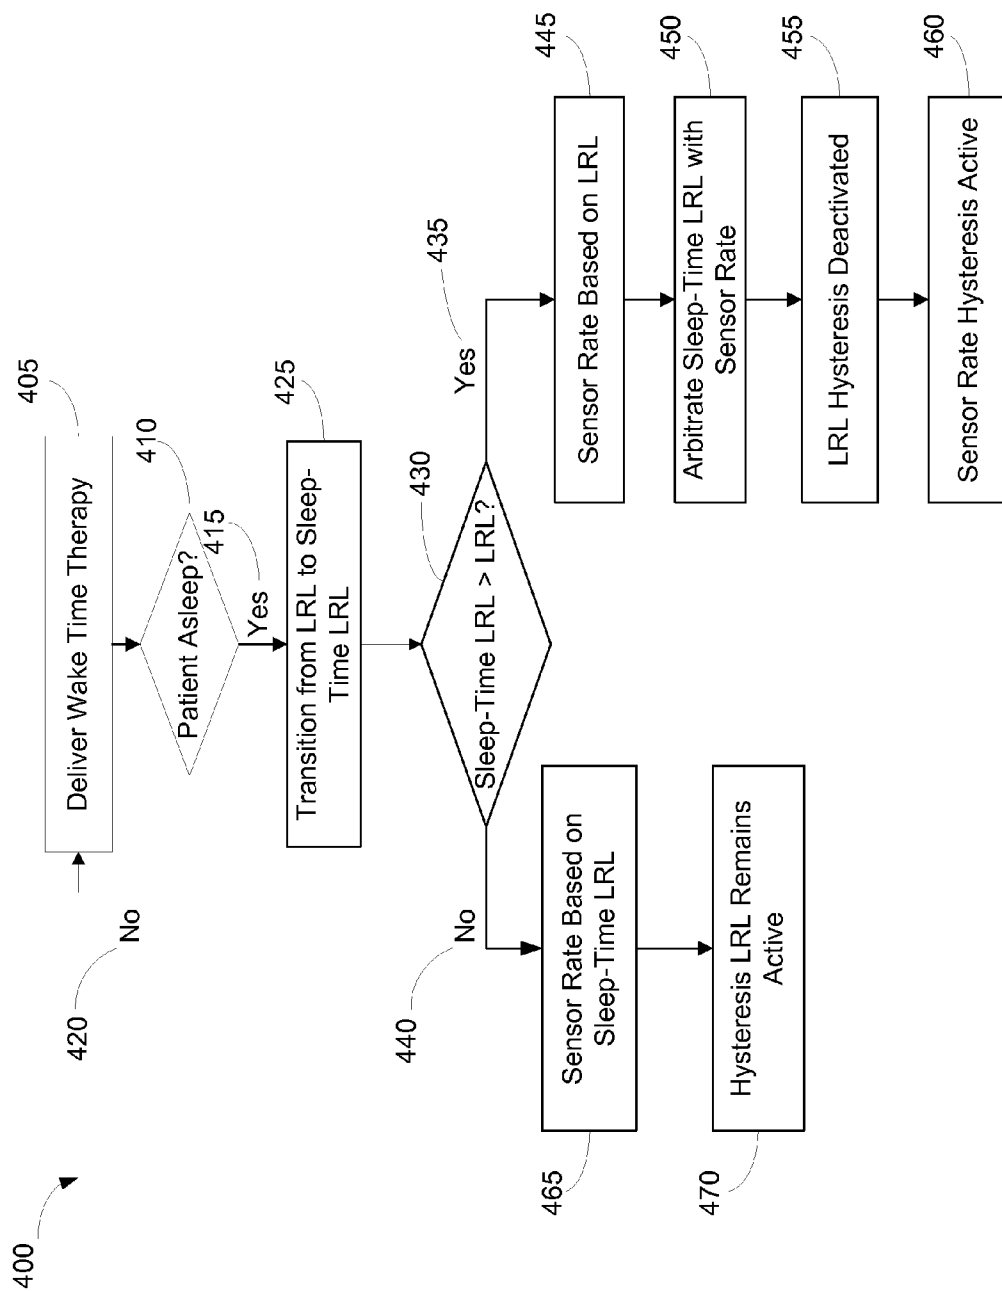 400
Deliver Wake Time Therapy
405
420
No
Patient Asleep?
410
415
Yes
Transition from LRL to Sleep-
Time LRL
425
Sleep-Time LRL > LRL?
430
440
No
Yes
435
Sensor Rate Based on
Sleep-Time LRL
465
Hysteresis LRL Remains
Active
470
Sensor Rate Based on LRL
445
Arbitrate Sleep-Time LRL with
Sensor Rate
450
LRL Hysteresis Deactivated
455
Sensor Rate Hysteresis Active
460